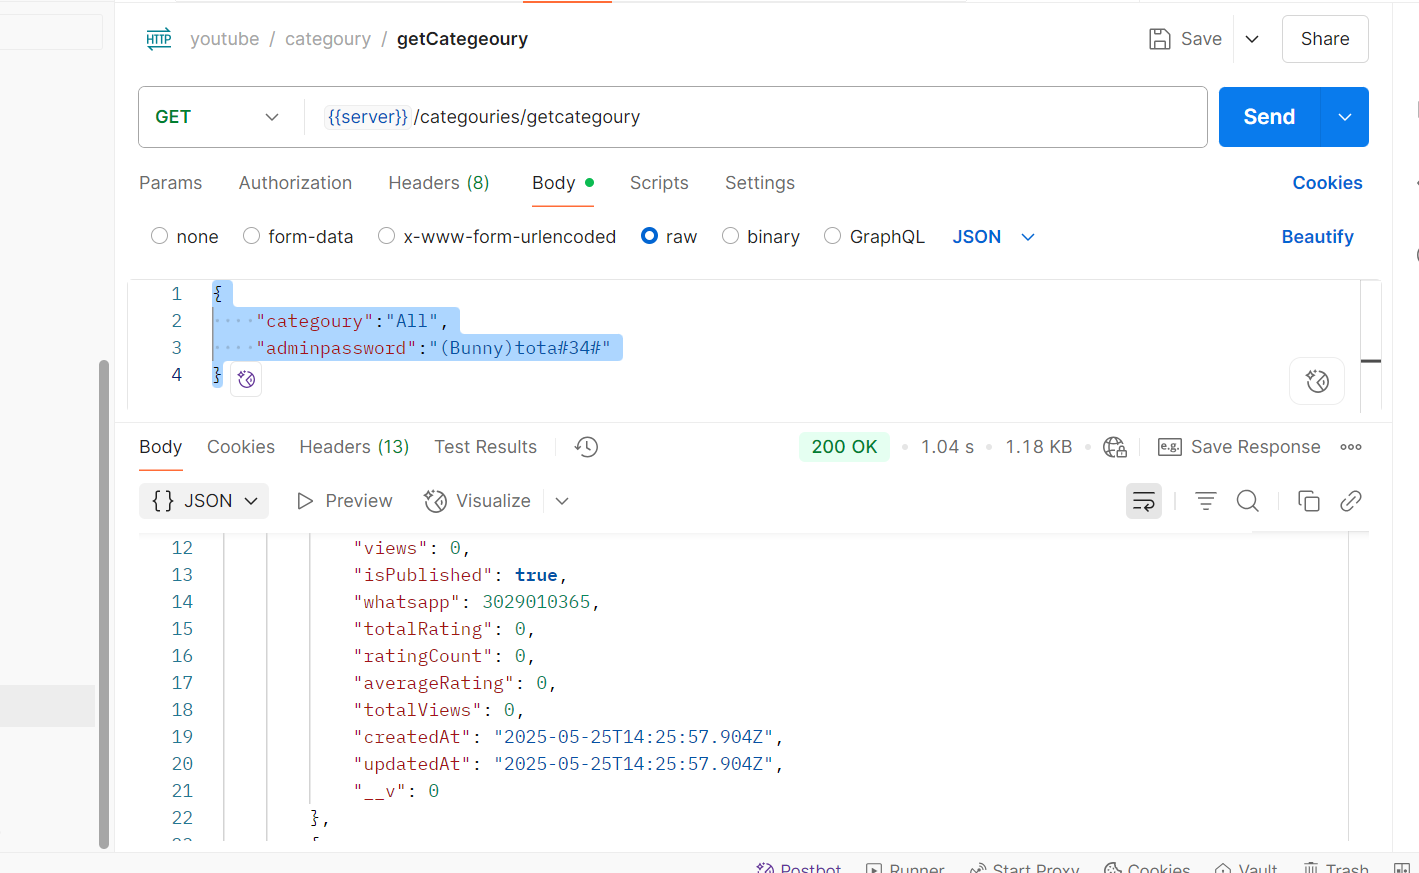 HTTP youtube / categoury / getCategeoury Save Share
GET {{server}}/categouries/getcategoury Send
Params Authorization Headers (8) Body Scripts Settings Cookies
none form-data x-www-form-urlencoded raw binary GraphQL JSON Beautify
1 {
2 "categoury":"All",
3 "adminpassword":"(Bunny)tota#34#"
4 }
Body Cookies Headers (13) Test Results 200 OK 1.04 s 1.18 KB e.g. Save Response
{} JSON Preview Visualize
12 "views": 0,
13 "isPublished": true,
14 "whatsapp": 3029010365,
15 "totalRating": 0,
16 "ratingCount": 0,
17 "averageRating": 0,
18 "totalViews": 0,
19 "createdAt": "2025-05-25T14:25:57.904Z",
20 "updatedAt": "2025-05-25T14:25:57.904Z",
21 "__v": 0
22 },
Postbot Runner Start Proxy Cookies Vault Trash